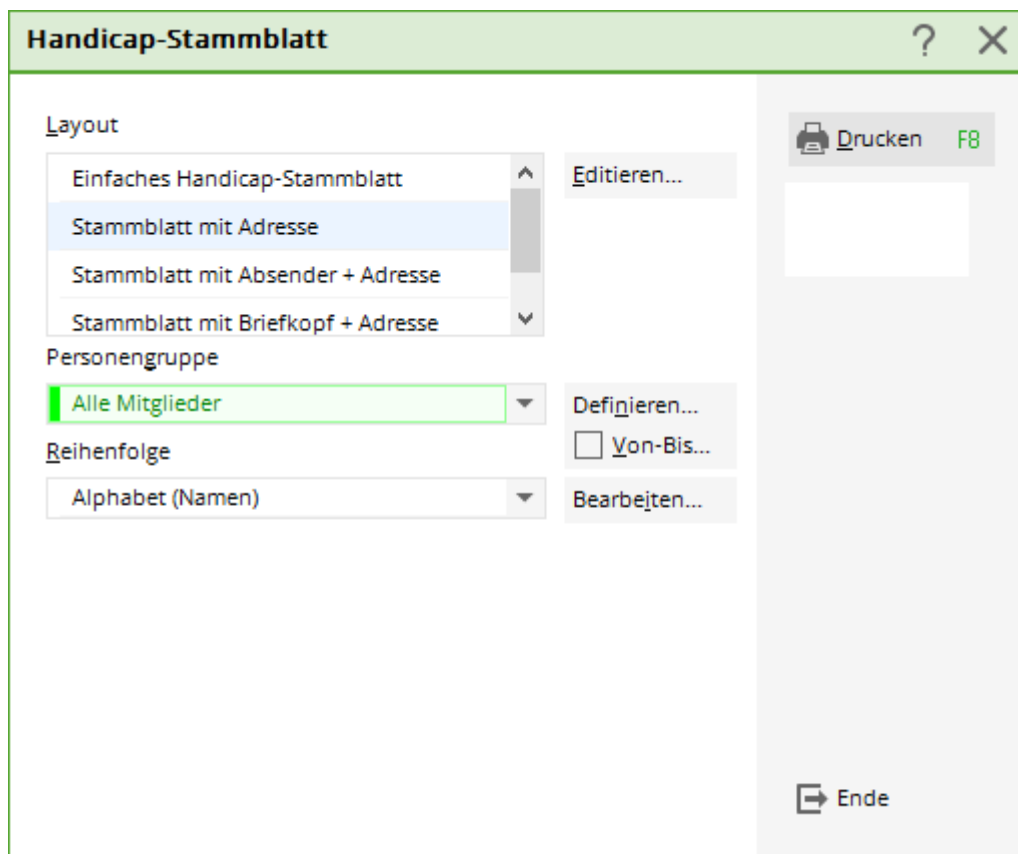 Handicap-Stammblatt
Layout
Drucken F8
Einfaches Handicap-Stammblatt
Editieren...
Stammblatt mit Adresse
Stammblatt mit Absender + Adresse
Stammblatt mit Briefkopf + Adresse
Personengruppe
Alle Mitglieder
Definieren...
Von-Bis...
Reihenfolge
Alphabet (Namen)
Bearbeiten...
Ende